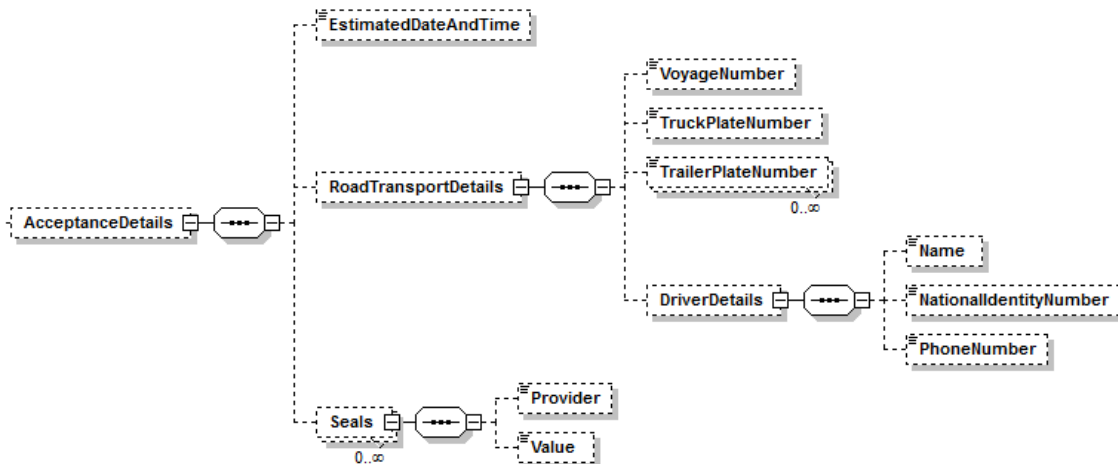 EstimatedDateAndTime
VoyageNumber
TruckPlateNumber
TrailerPlateNumber
0..∞
RoadTransportDetails
AcceptanceDetails
Name
DriverDetails
NationalIdentityNumber
PhoneNumber
Provider
Seals
0..∞
Value